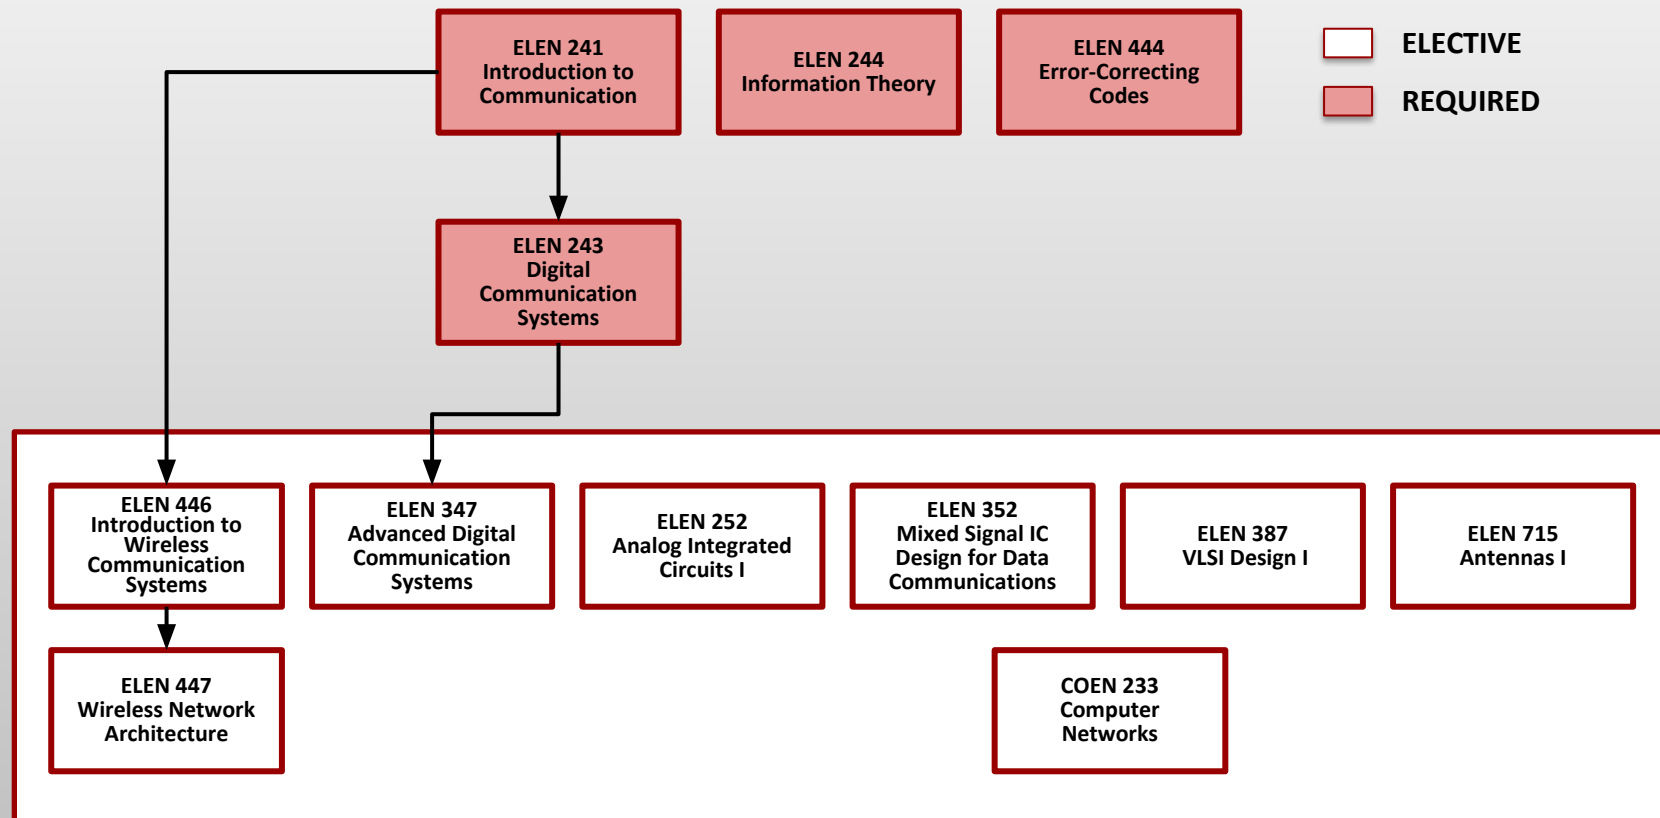 ELEN 241
Introduction to
Communication
ELEN 244
Information Theory
ELEN 444
Error-Correcting
Codes
ELECTIVE
REQUIRED
ELEN 243
Digital
Communication
Systems
ELEN 446
Introduction to
Wireless
Communication
Systems
ELEN 347
Advanced Digital
Communication
Systems
ELEN 252
Analog Integrated
Circuits I
ELEN 352
Mixed Signal IC
Design for Data
Communications
ELEN 387
VLSI Design I
ELEN 715
Antennas I
ELEN 447
Wireless Network
Architecture
COEN 233
Computer
Networks